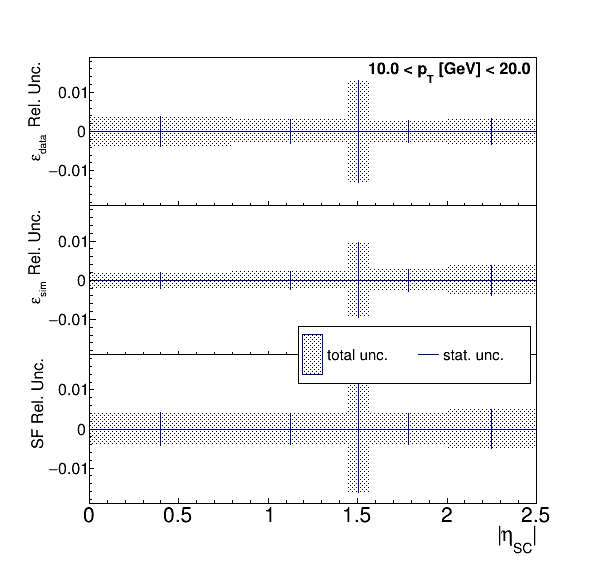 10.0 < p_T [GeV] < 20.0
ε_data Rel. Unc.
0.01
0
−0.01
ε_sim Rel. Unc.
0.01
0
−0.01
total unc. stat. unc.
SF Rel. Unc.
0.01
0
−0.01
0 0.5 1 1.5 2 2.5
|η_SC|